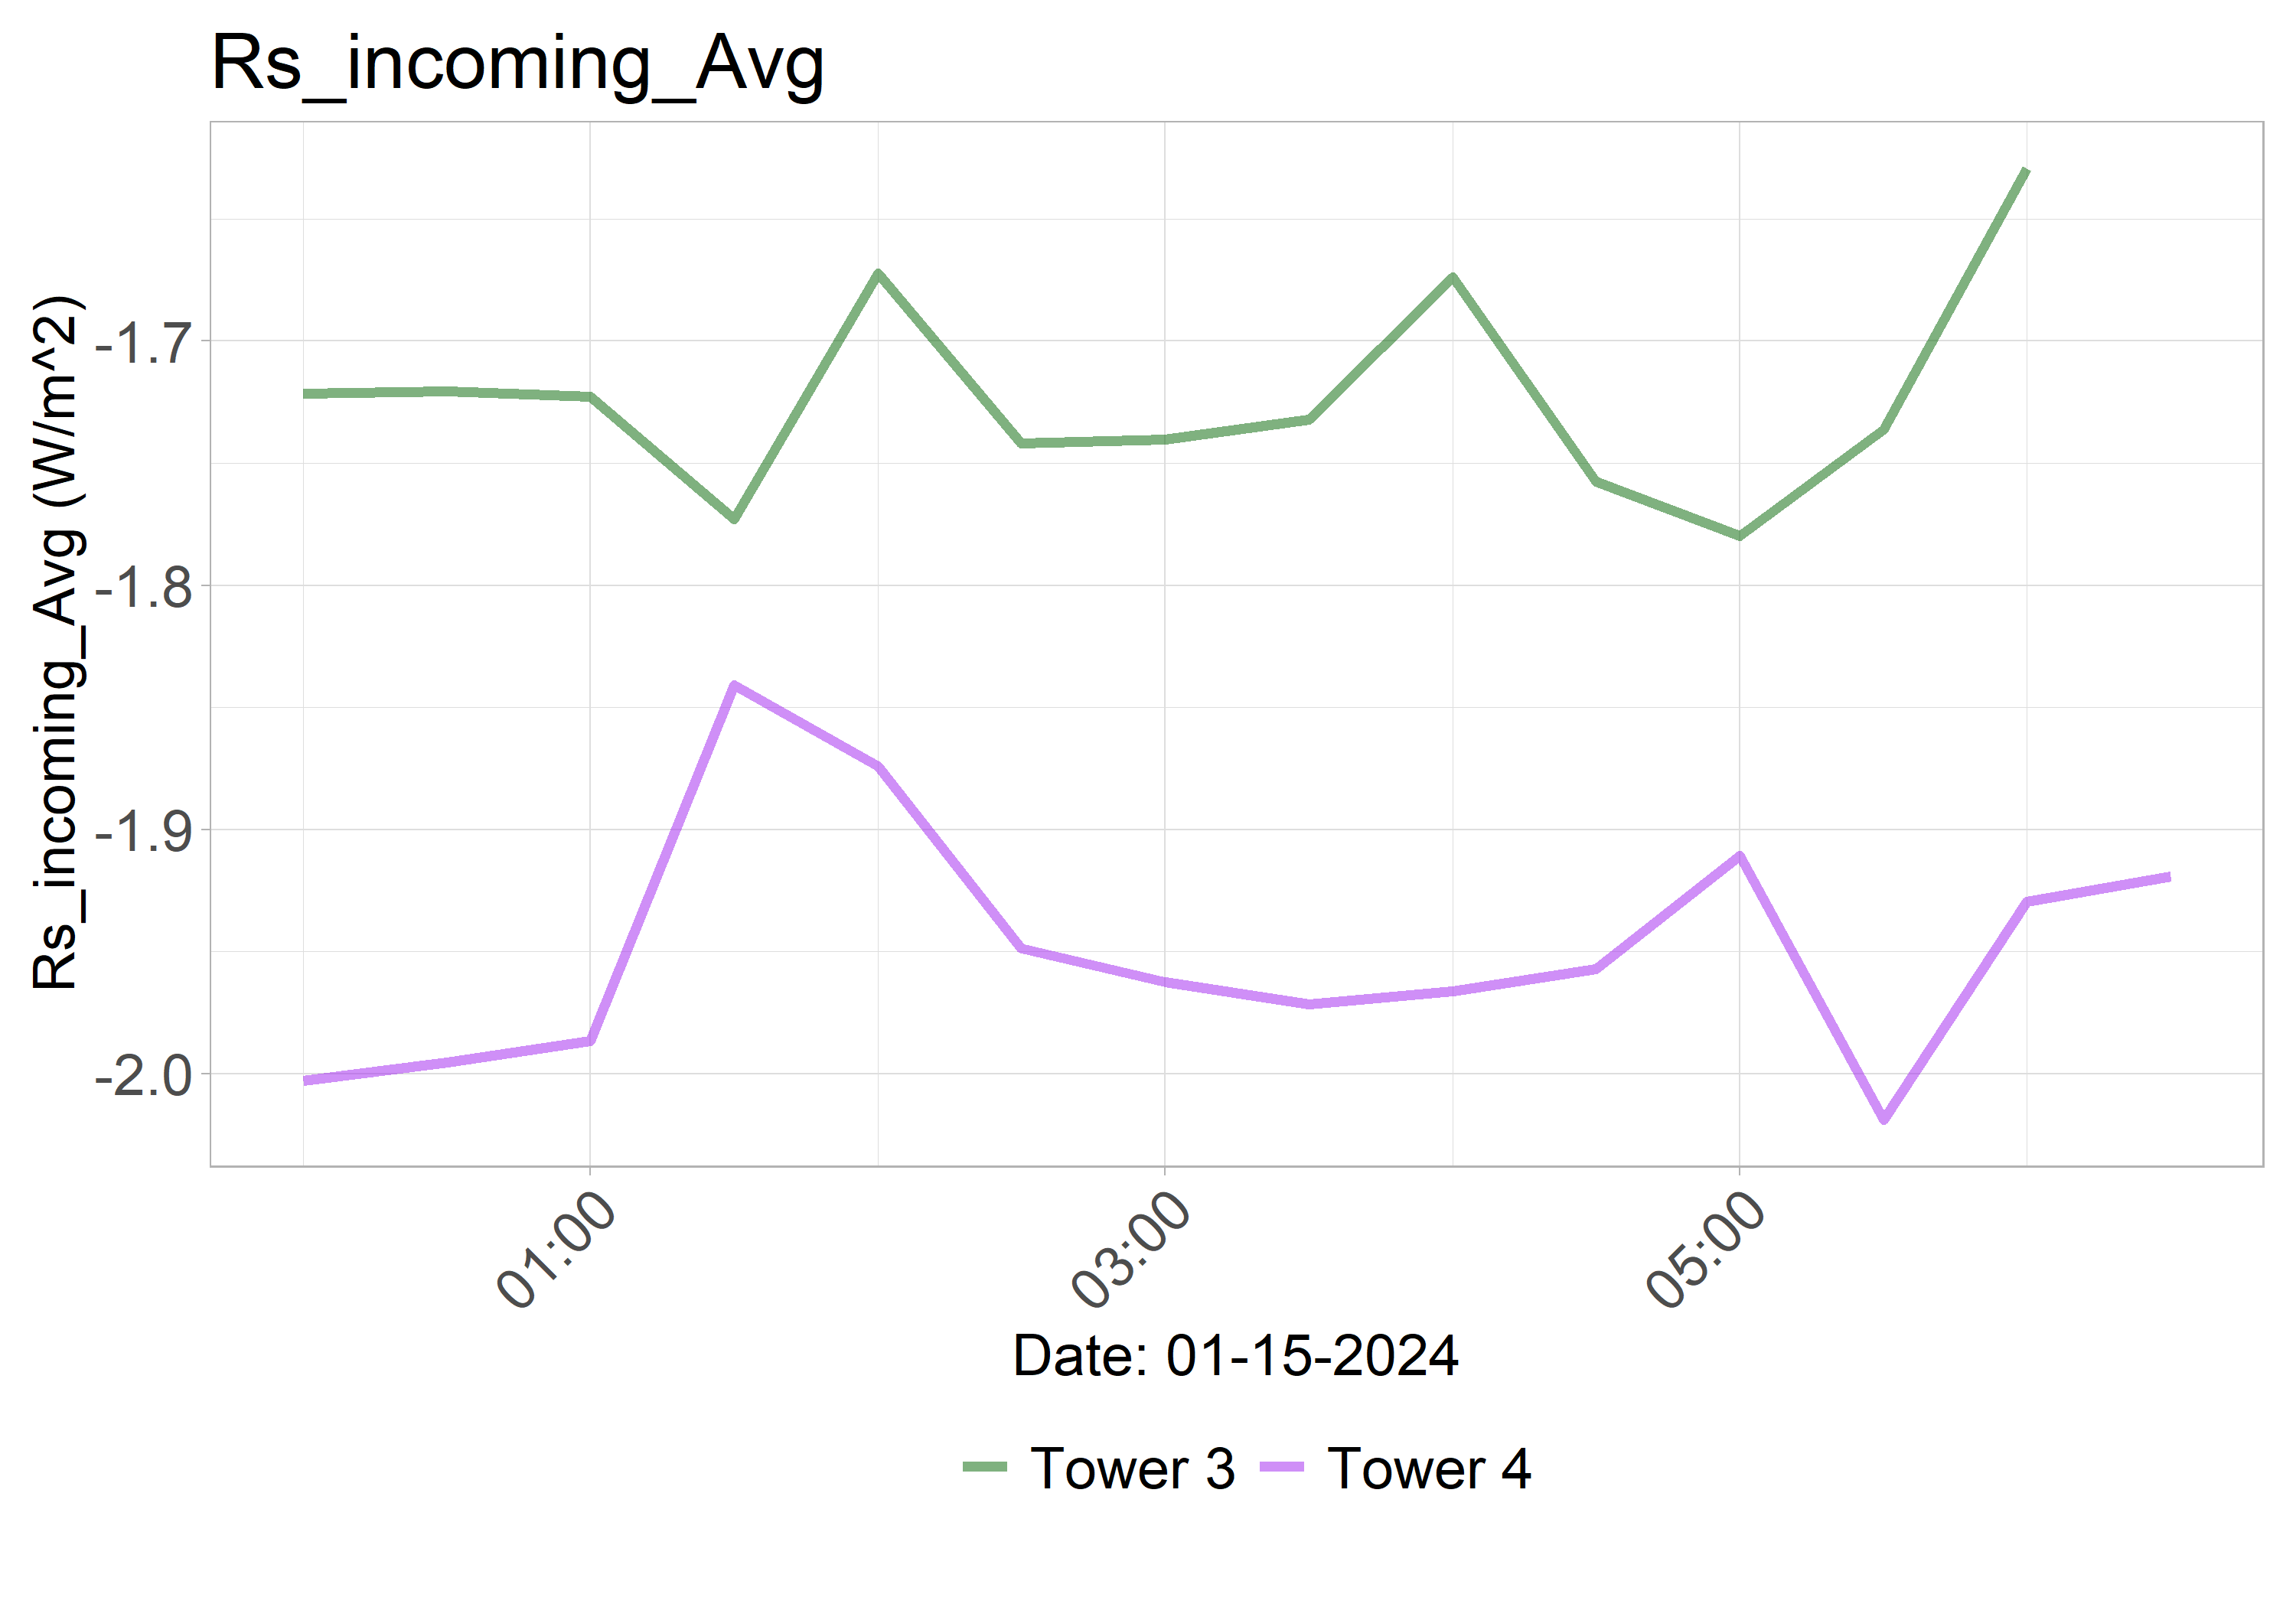 Rs_incoming_Avg
Rs_incoming_Avg (W/m^2)
-1.7
-1.8
-1.9
-2.0
01:00
03:00
05:00
Date: 01-15-2024
Tower 3
Tower 4